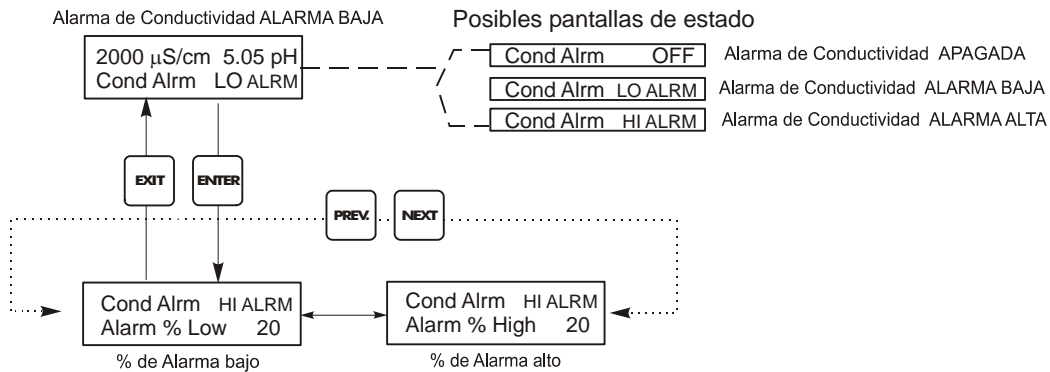 Alarma de Conductividad ALARMA BAJA
2000 µS/cm 5.05 pH
Cond Alrm LO ALRM
Posibles pantallas de estado
Cond Alrm OFF Alarma de Conductividad APAGADA
Cond Alrm LO ALRM Alarma de Conductividad ALARMA BAJA
Cond Alrm HI ALRM Alarma de Conductividad ALARMA ALTA
EXIT
ENTER
PREV.
NEXT
Cond Alrm HI ALRM
Alarm % Low 20
% de Alarma bajo
Cond Alrm HI ALRM
Alarm % High 20
% de Alarma alto